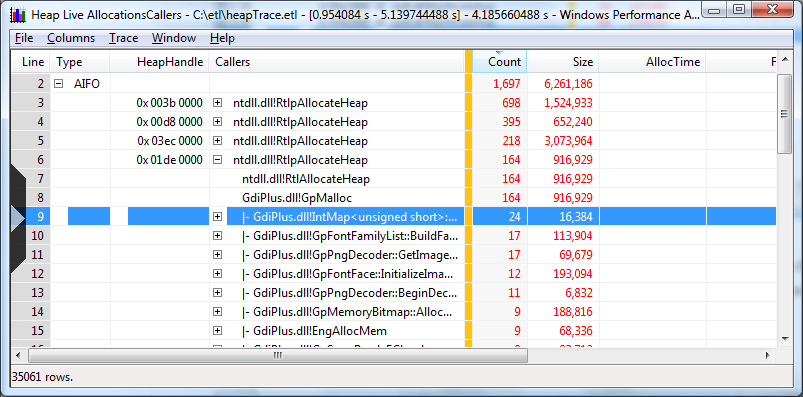 Heap Live AllocationsCallers - C:\etl\heapTrace.etl - [0.954084 s - 5.139744488 s] - 4.185660488 s - Windows Performance A...
File Columns Trace Window Help
Line Type HeapHandle Callers Count Size AllocTime F
2 AIFO 1,697 6,261,186
3 0x 003b 0000 ntdll.dll!RtlpAllocateHeap 698 1,524,933
4 0x 00d8 0000 ntdll.dll!RtlpAllocateHeap 395 652,240
5 0x 03ec 0000 ntdll.dll!RtlpAllocateHeap 218 3,073,964
6 0x 01de 0000 ntdll.dll!RtlpAllocateHeap 164 916,929
7 ntdll.dll!RtlAllocateHeap 164 916,929
8 GdiPlus.dll!GpMalloc 164 916,929
9 |- GdiPlus.dll!IntMap<unsigned short>:... 24 16,384
10 |- GdiPlus.dll!GpFontFamilyList::BuildFa... 17 113,904
11 |- GdiPlus.dll!GpPngDecoder::GetImage... 17 69,679
12 |- GdiPlus.dll!GpFontFace::InitializeIma... 12 193,094
13 |- GdiPlus.dll!GpPngDecoder::BeginDec... 11 6,832
14 |- GdiPlus.dll!GpMemoryBitmap::Alloc... 9 188,816
15 |- GdiPlus.dll!EngAllocMem 9 68,336
35061 rows.